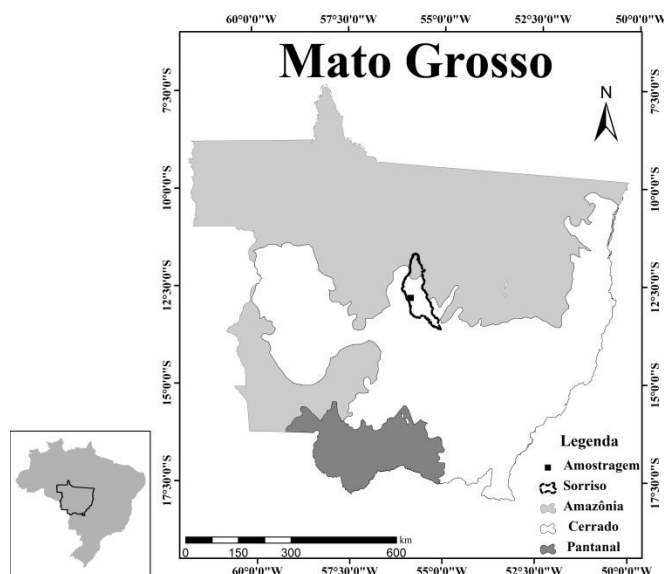 60°0'0"W 57°30'0"W 55°0'0"W 52°30'0"W 50°0'0"W
Mato Grosso
N
7°30'0"S
10°0'0"S
12°30'0"S
15°0'0"S
17°30'0"S
7°30'0"S
10°0'0"S
12°30'0"S
15°0'0"S
17°30'0"S
Legenda
Amostragem
Sorriso
Amazônia
Cerrado
Pantanal
km
0 150 300 600
60°0'0"W 57°30'0"W 55°0'0"W 52°30'0"W 50°0'0"W